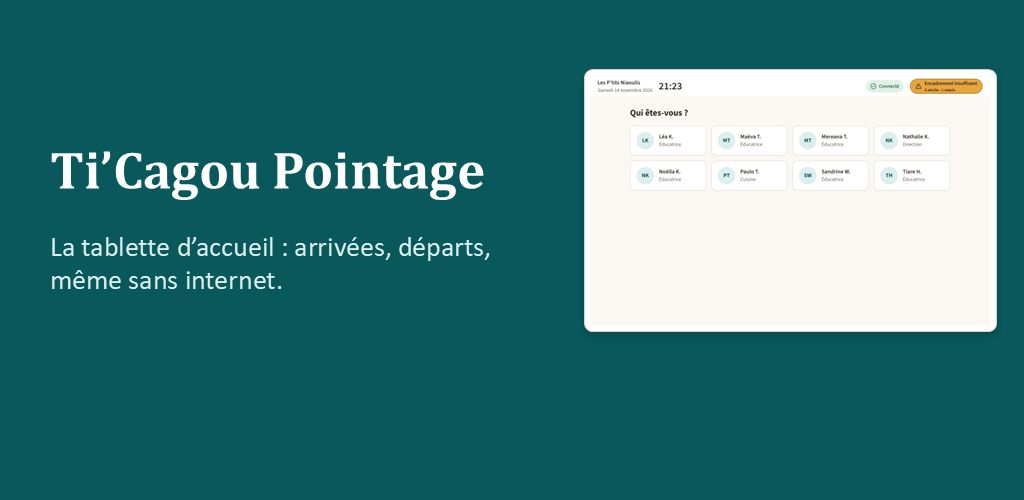 Ti’Cagou Pointage
La tablette d’accueil : arrivées, départs,
même sans internet.
Les P'tits Niaoulis
Samedi 14 novembre 2026
21:23
Connecté
Encadrement insuffisant
Qui êtes-vous ?
LK
Léa K.
Éducatrice
MT
Maëva T.
Éducatrice
MT
Mereana T.
Éducatrice
NK
Nathalie K.
Direction
NK
Noëlla K.
Éducatrice
PT
Paulo T.
Cuisine
SW
Sandrine W.
Éducatrice
TH
Tiare H.
Éducatrice